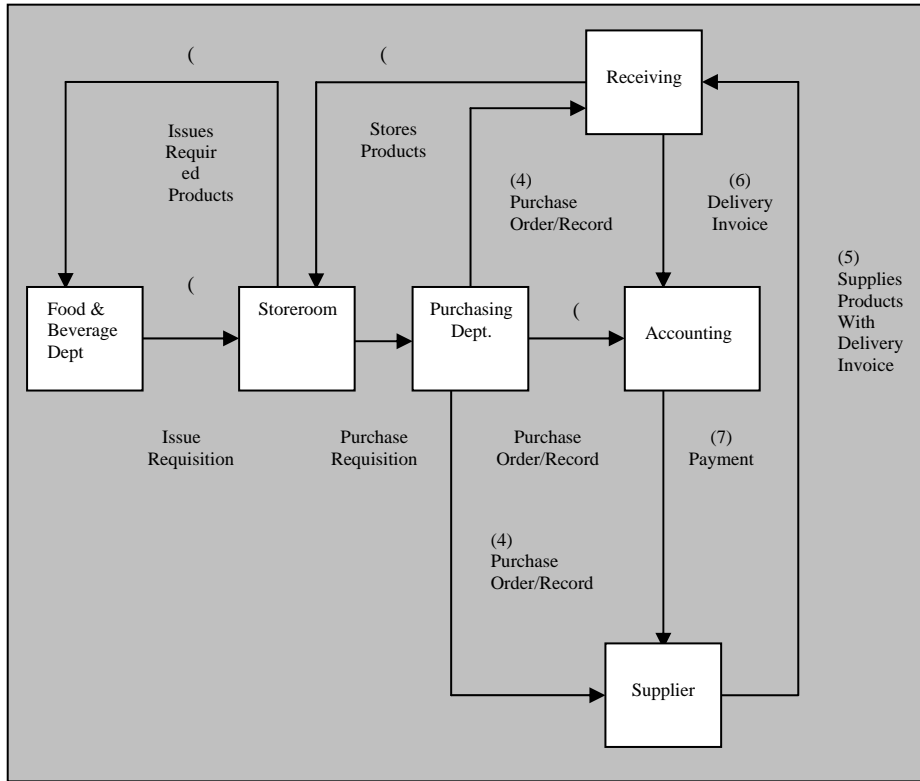 (
(
Receiving
Issues
Requir
ed
Products
Stores
Products
(4)
Purchase
Order/Record
(6)
Delivery
Invoice
(5)
Supplies
Products
With
Delivery
Invoice
(
(
Food &
Beverage
Dept
Storeroom
Purchasing
Dept.
Accounting
Issue
Requisition
Purchase
Requisition
Purchase
Order/Record
(7)
Payment
(4)
Purchase
Order/Record
Supplier